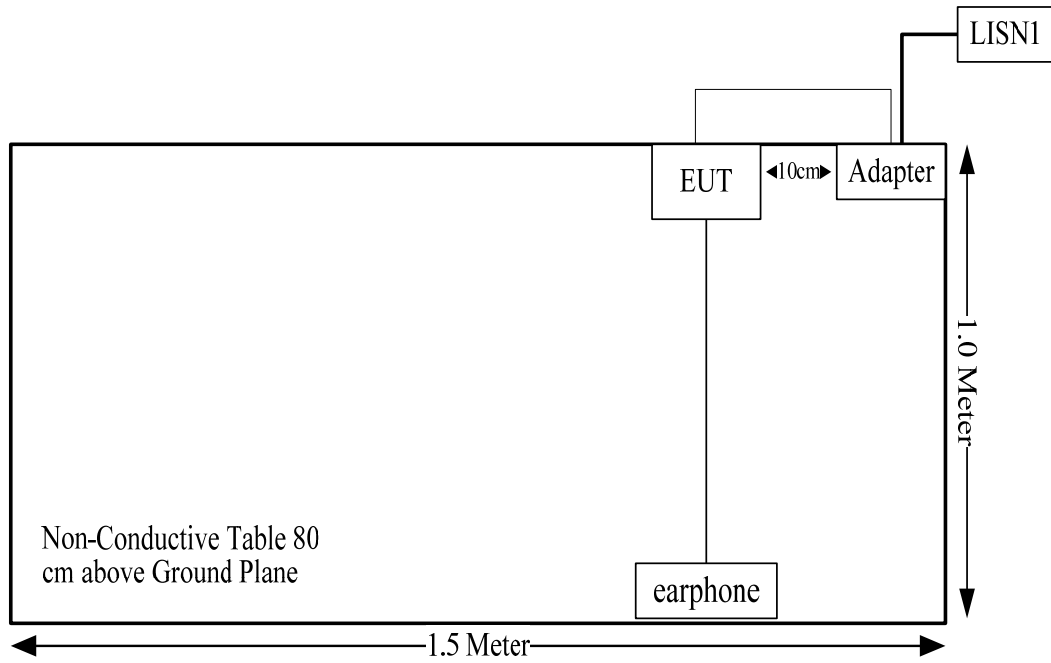 LISN1
EUT
10cm
Adapter
1.0 Meter
Non-Conductive Table 80
cm above Ground Plane
earphone
1.5 Meter